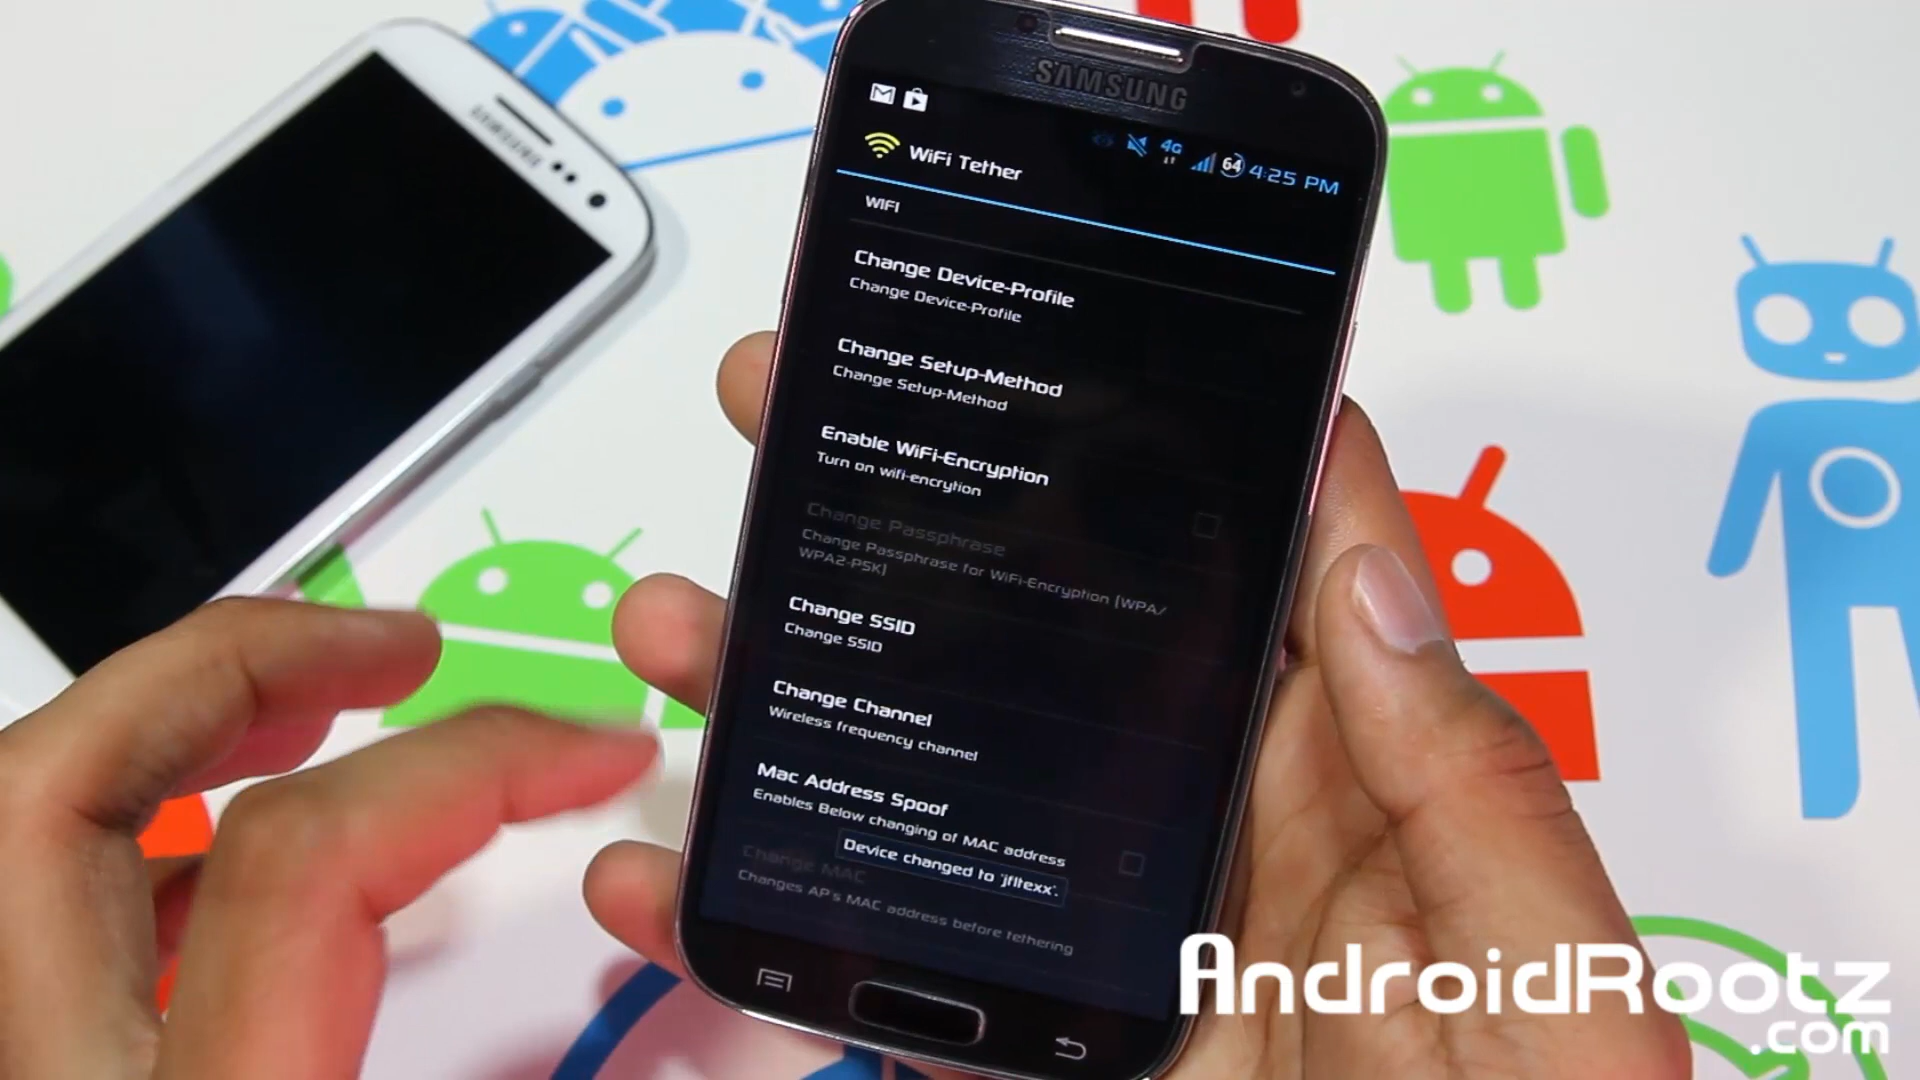 SAMSUNG
SAMSUNG
4G 64 4:25 PM
WiFi Tether
WIFI
Change Device-Profile
Change Device-Profile
Change Setup-Method
Change Setup-Method
Enable WiFi-Encryption
Turn on wifi-encrytion
Change Passphrase
Change Passphrase for WiFi-Encryption (WPA/
WPA2-PSK)
Change SSID
Change SSID
Change Channel
Wireless frequency channel
Mac Address Spoof
Enables Below changing of MAC address
Device changed to 'jfltexx'.
Change MAC
Changes AP's MAC address before tethering
AndroidRootz
.com